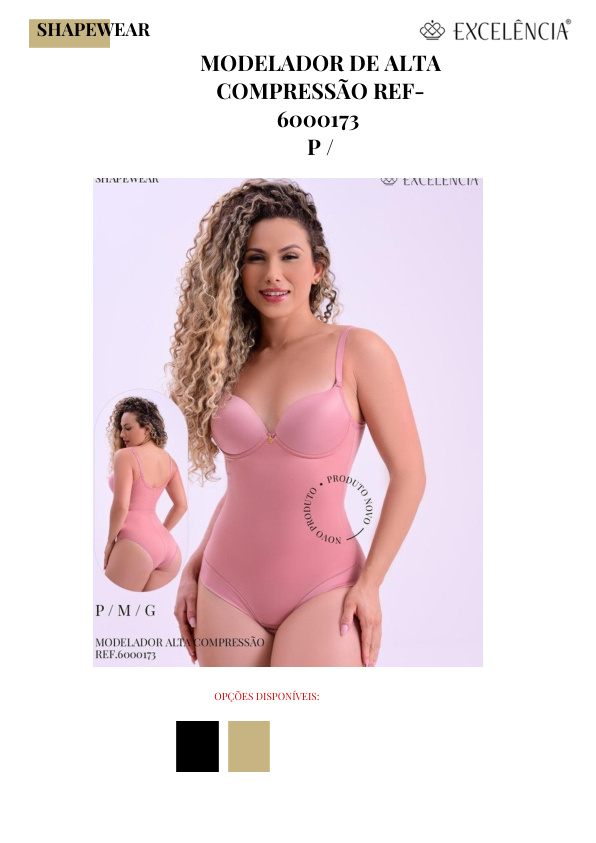 SHAPEWEAR
EXCELÊNCIA®
MODELADOR DE ALTA
COMPRESSÃO REF-
6000173
P /
SHAPEWEAR
EXCELÊNCIA
• PRODUTO NOVO
NOVO PRODUTO
P / M / G
MODELADOR ALTA COMPRESSÃO
REF.6000173
OPÇÕES DISPONÍVEIS: